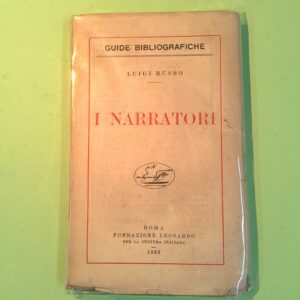 GUIDE BIBLIOGRAFICHE
LUIGI RUSSO
I NARRATORI
ROMA
FONDAZIONE LEONARDO
PER LA CULTURA ITALIANA
1923